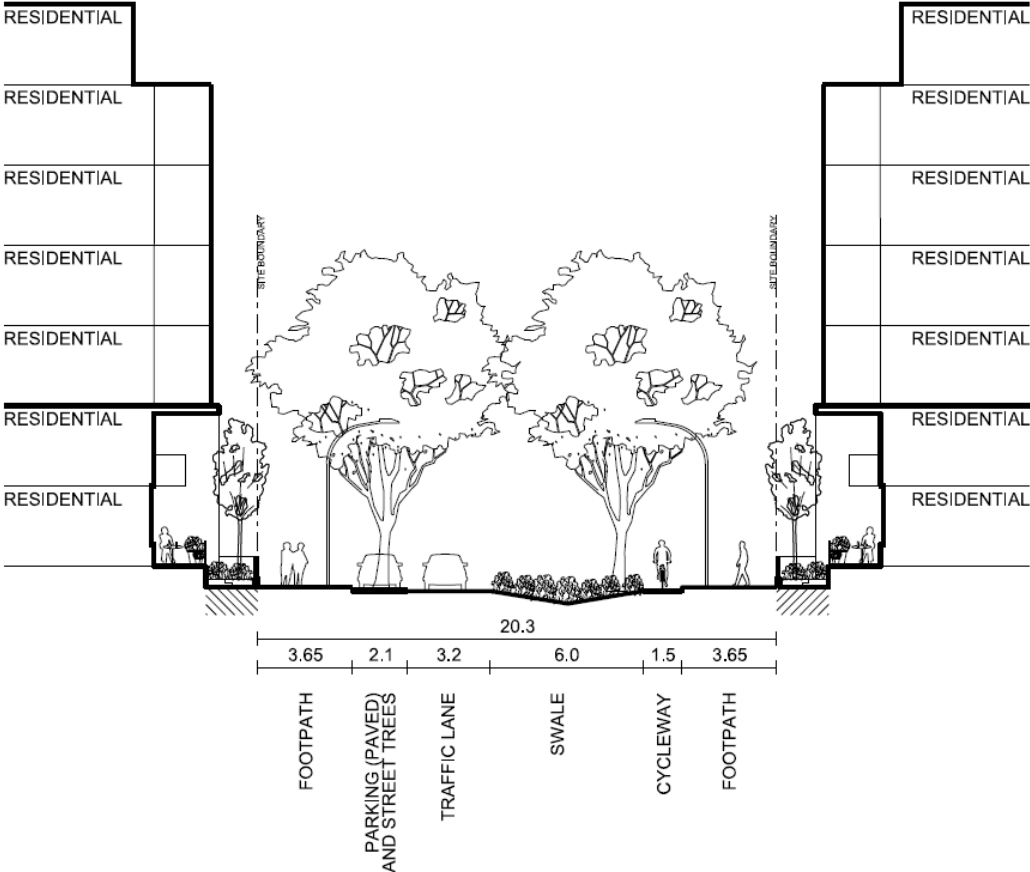 RESIDENTIAL RESIDENTIAL
RESIDENTIAL RESIDENTIAL
RESIDENTIAL RESIDENTIAL
SITE BOUNDARY SITE BOUNDARY
RESIDENTIAL RESIDENTIAL
RESIDENTIAL RESIDENTIAL
RESIDENTIAL RESIDENTIAL
RESIDENTIAL RESIDENTIAL
20.3
3.65 2.1 3.2 6.0 1.5 3.65
FOOTPATH
PARKING (PAVED)
AND STREET TREES
TRAFFIC LANE
SWALE
CYCLEWAY
FOOTPATH